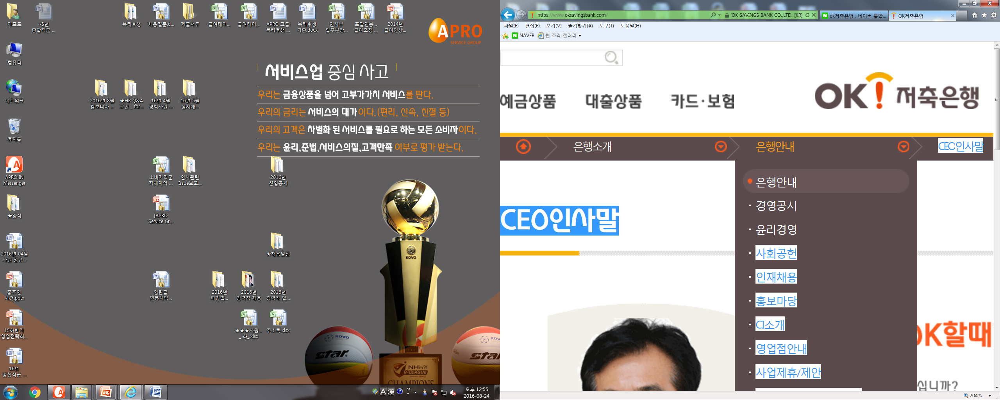 아프로
~$년
종합직군 ...
복리후생
채용질문.d...
제출서류
급여테이...
급여테이...
APRO 그룹
복리후생 ...
복리후생
기준.docx
인사부
업무분장...
포괄연봉...
급여조정 ...
2014년
급여인상...
APRO
SERVICE GROUP
컴퓨터
서비스업 중심 사고
네트워크
2016년 8월
캄보디아 ...
★HR Q&A
교안 _ for...
16년 4월
경력사원 ...
16년 5월
상시채...
우리는 금융상품을 넘어 고부가가치 서비스를 판다.
우리의 금리는 서비스의 대가이다.(편리, 신속, 친절 등)
우리의 고객은 차별화 된 서비스를 필요로 하는 모든 소비자이다.
우리는 윤리,준법,서비스의질,고객만족 여부로 평가 받는다.
휴지통
APRO IN
Messenger
소비자직군
자체계약 ...
인사관련
Issue보고...
2016년
신입공채
★양식
[APRO
Service Gr...
2016년 04월
사원 정규...
★채용일정
홍주연
사건.pptx
임원급
연봉계약...
2016년
파견업...
2016년
경력직 채용
2016년
경력직 입...
15하반기
영업전략회...
★★★사원...
_ 화_.xlsx
주소록.xlsx
16년
종합직군 ...
KOVO
KOVO
star
star
NH농협
V-LEAGUE
CHAMPIONS
A 漢
오후 12:55
2016-08-24
https://www.oksavingsbank.com/
OK SAVINGS BANK CO.,LTD. [KR]
ok저축은행 : 네이버 통합...
OK저축은행
파일(F) 편집(E) 보기(V) 즐겨찾기(A) 도구(T) 도움말(H)
NAVER 웹 조각 갤러리
예금상품 대출상품 카드·보험
OK! 저축은행
은행소개 은행안내 CEO인사말
CEO인사말
은행안내
경영공시
윤리경영
사회공헌
인재채용
홍보마당
CI소개
영업점안내
사업제휴/제안
OK할때
십니까?
204%